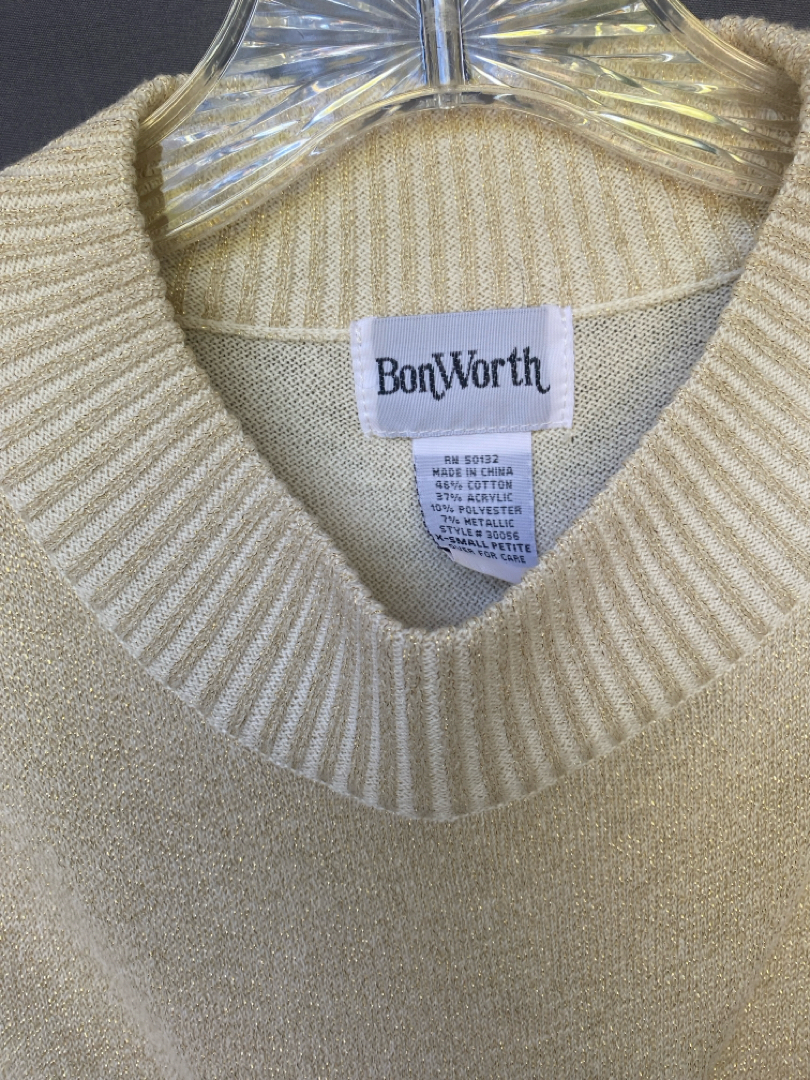 BonWorth
RN 50132
MADE IN CHINA
46% COTTON
37% ACRYLIC
10% POLYESTER
7% METALLIC
STYLE# 30056
X-SMALL PETITE
OVER FOR CARE